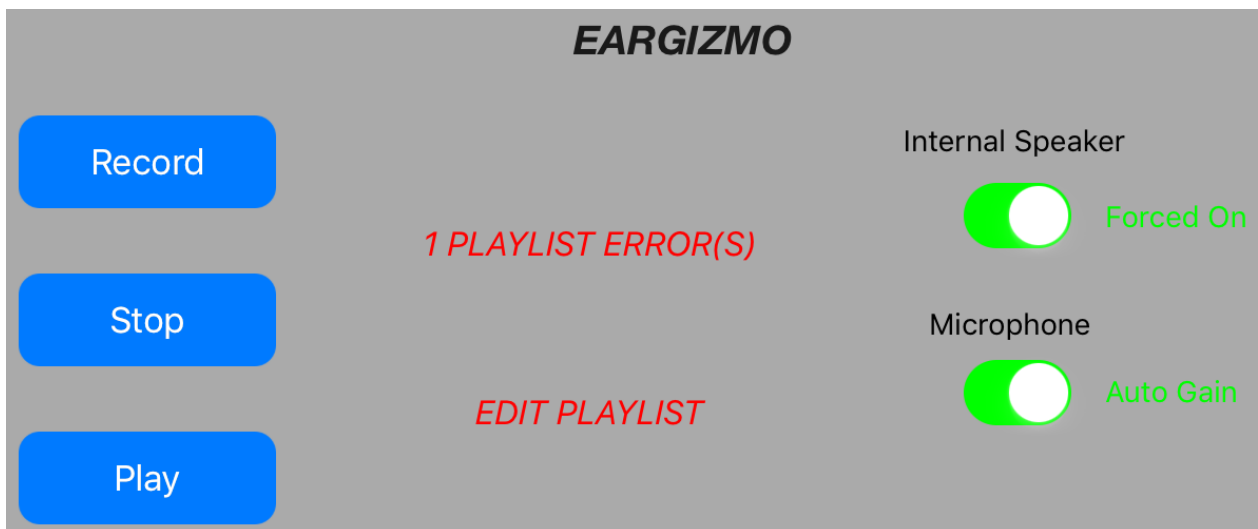 EARGIZMO
Record
Stop
Play
1 PLAYLIST ERROR(S)
EDIT PLAYLIST
Internal Speaker
Forced On
Microphone
Auto Gain